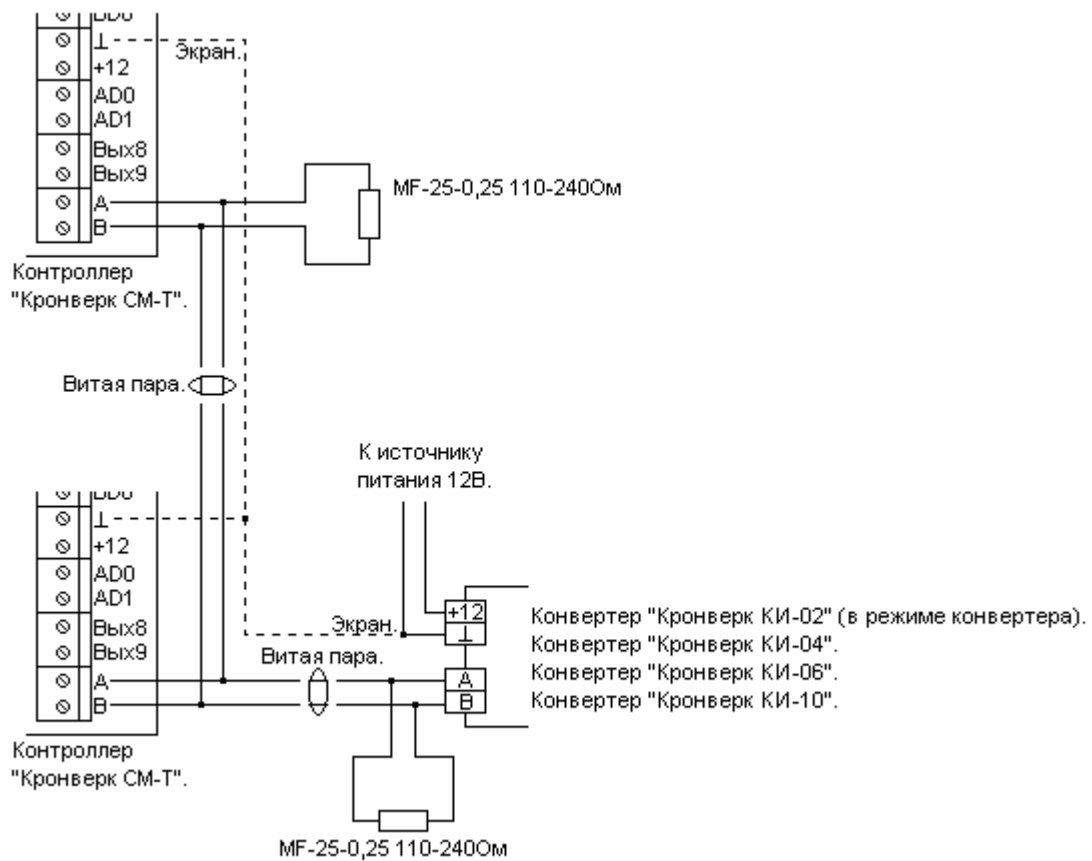 ⊥
Экран.
+12
AD0
AD1
Вых8
Вых9
A
B
MF-25-0,25 110-240Ом
Контроллер
"Кронверк СМ-Т".
Витая пара.
К источнику
питания 12В.
⊥
+12
AD0
AD1
Вых8
Вых9
A
B
Экран.
Витая пара.
+12
⊥
A
B
Конвертер "Кронверк КИ-02" (в режиме конвертера).
Конвертер "Кронверк КИ-04".
Конвертер "Кронверк КИ-06".
Конвертер "Кронверк КИ-10".
Контроллер
"Кронверк СМ-Т".
MF-25-0,25 110-240Ом